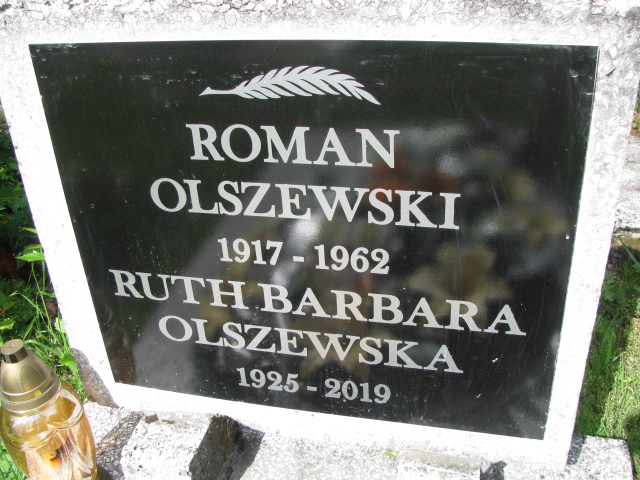 ROMAN
OLSZEWSKI
1917 - 1962
RUTH BARBARA
OLSZEWSKA
1925 - 2019